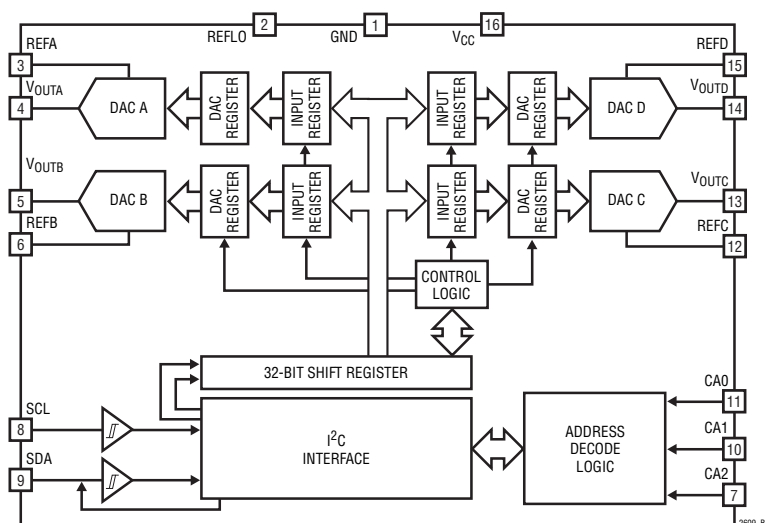 2
REFLO
GND
1
VCC
16
REFA
3
REFD
15
VOUTA
4
DAC A
DAC
REGISTER
INPUT
REGISTER
INPUT
REGISTER
DAC
REGISTER
DAC D
VOUTD
14
VOUTB
5
DAC B
DAC
REGISTER
INPUT
REGISTER
INPUT
REGISTER
DAC
REGISTER
DAC C
VOUTC
13
REFB
6
REFC
12
CONTROL
LOGIC
32-BIT SHIFT REGISTER
SCL
8
SDA
9
I2C
INTERFACE
ADDRESS
DECODE
LOGIC
CA0
11
CA1
10
CA2
7